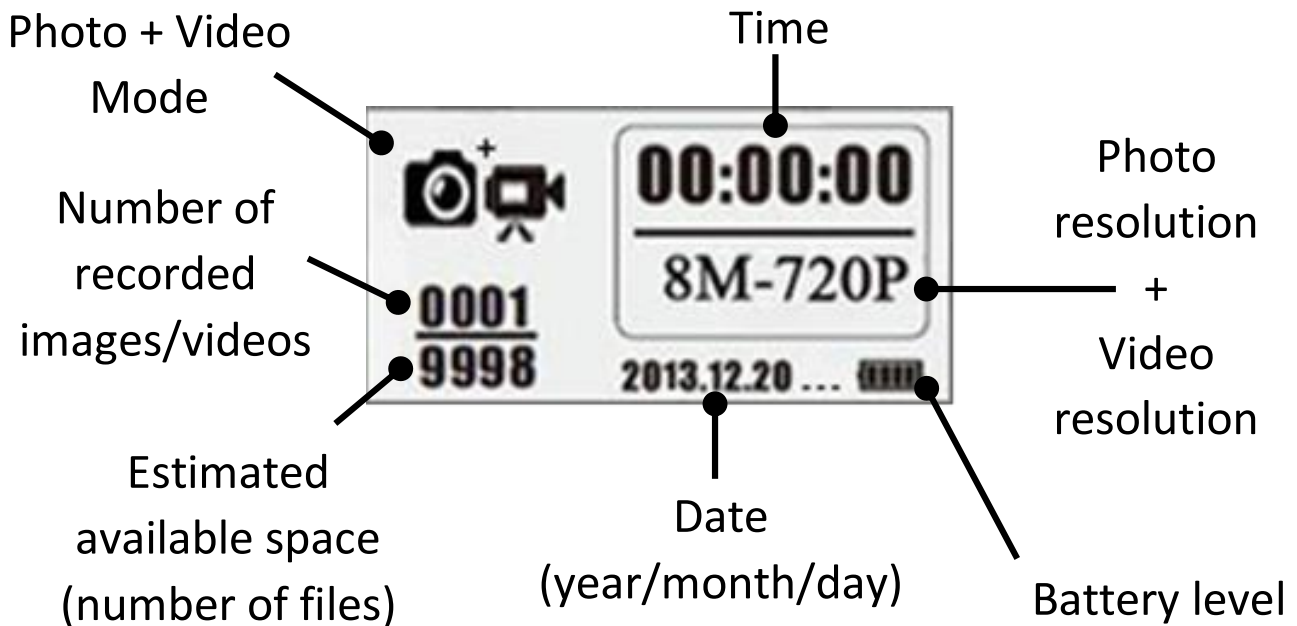 Photo + Video
Mode
Time
00:00:00
8M-720P
Photo
resolution
+
Video
resolution
Number of
recorded
images/videos
+
0001
9998
2013.12.20 ...
Estimated
available space
(number of files)
Date
(year/month/day)
Battery level